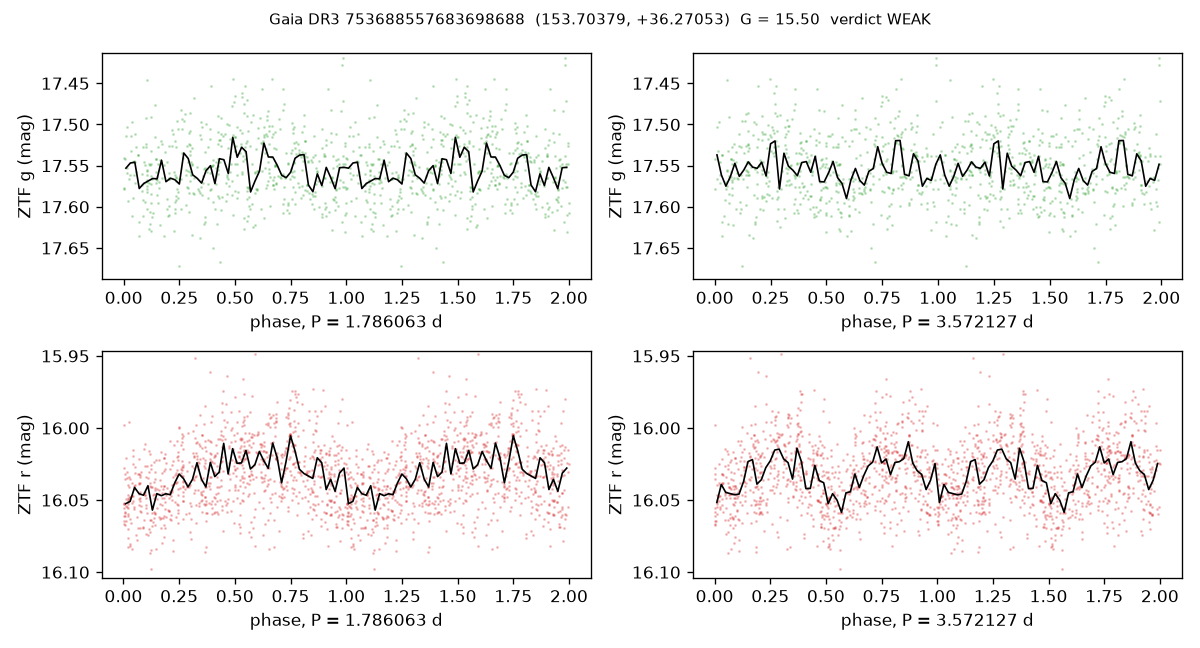 Gaia DR3 753688557683698688  (153.70379, +36.27053)  G = 15.50  verdict WEAK
ZTF g (mag)
17.45
17.50
17.55
17.60
17.65
0.00 0.25 0.50 0.75 1.00 1.25 1.50 1.75 2.00
phase, P = 1.786063 d
ZTF g (mag)
17.45
17.50
17.55
17.60
17.65
0.00 0.25 0.50 0.75 1.00 1.25 1.50 1.75 2.00
phase, P = 3.572127 d
ZTF r (mag)
15.95
16.00
16.05
16.10
0.00 0.25 0.50 0.75 1.00 1.25 1.50 1.75 2.00
phase, P = 1.786063 d
ZTF r (mag)
15.95
16.00
16.05
16.10
0.00 0.25 0.50 0.75 1.00 1.25 1.50 1.75 2.00
phase, P = 3.572127 d